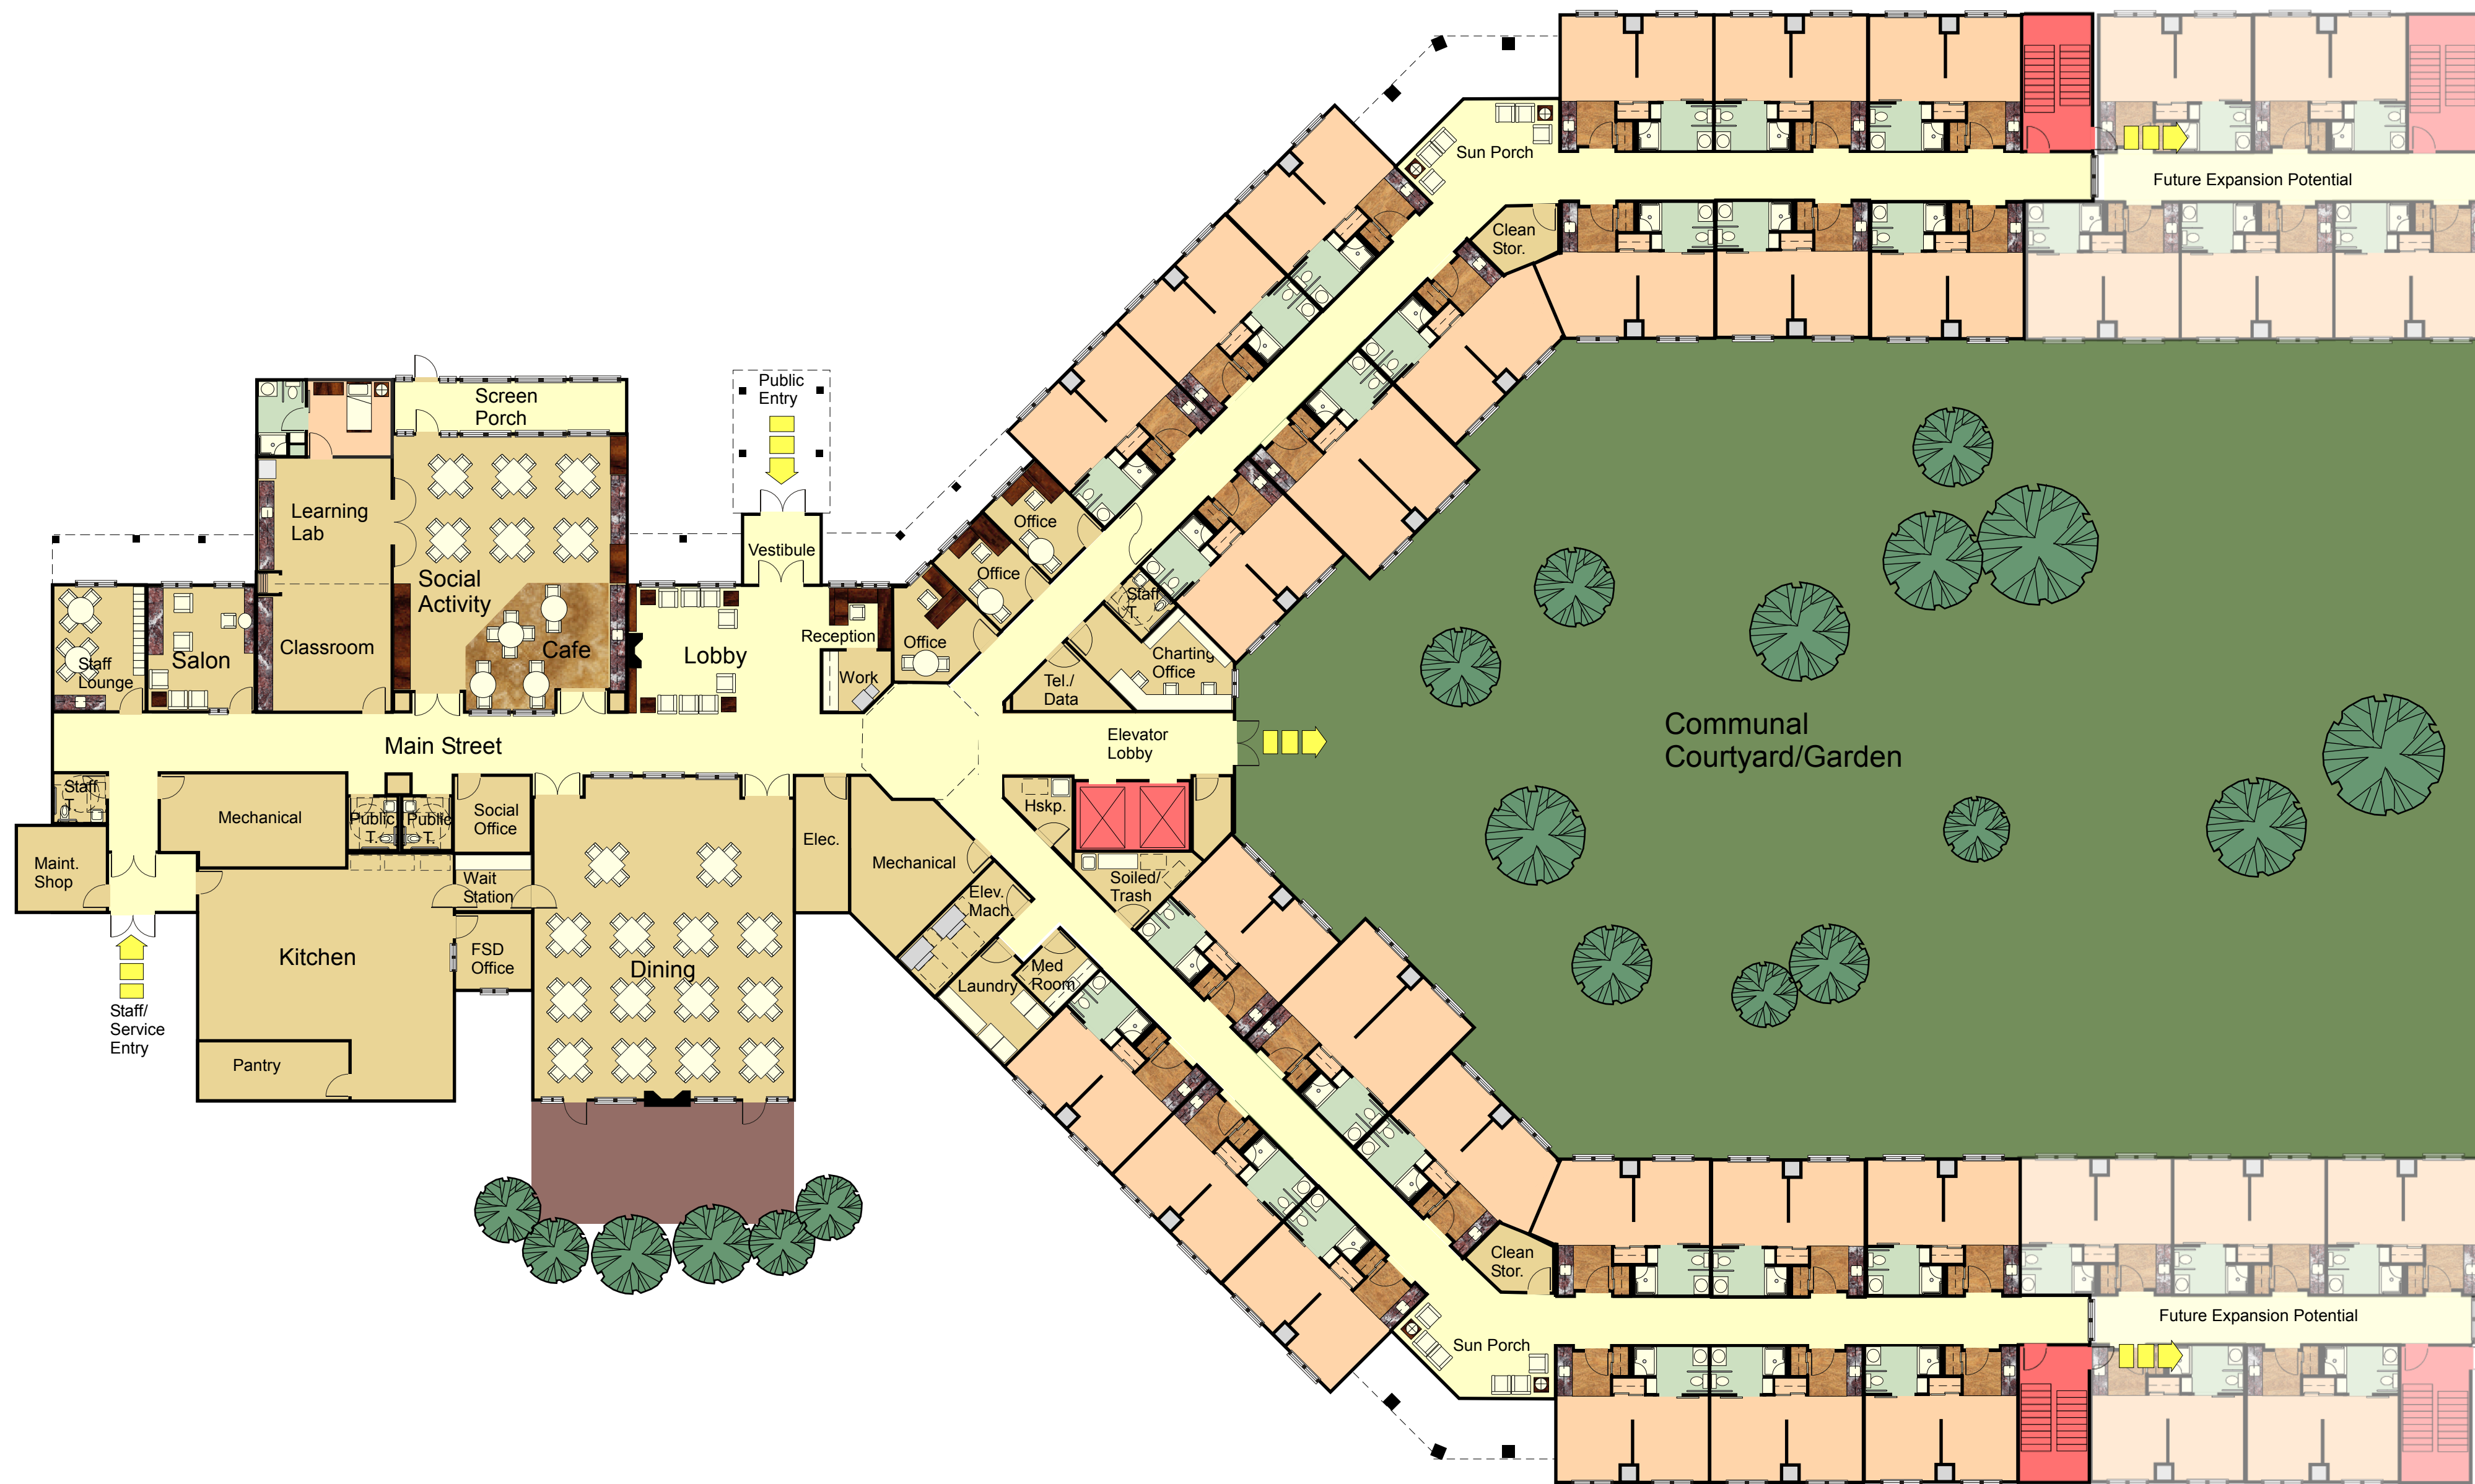 Sun Porch
Future Expansion Potential
Clean
Stor.
Public
Entry
Screen
Porch
Learning
Lab
Office
Vestibule
Office
Social
Activity
Staff
T.
Reception
Office
Classroom
Cafe
Lobby
Salon
Staff
Lounge
Charting
Office
Work
Tel./
Data
Main Street
Elevator
Lobby
Communal
Courtyard/Garden
Staff
T.
Mechanical
Public
T.
Public
T.
Social
Office
Hskp.
Elec.
Mechanical
Maint.
Shop
Wait
Station
Elev.
Mach.
Soiled/
Trash
Kitchen
FSD
Office
Dining
Laundry
Med
Room
Staff/
Service
Entry
Pantry
Clean
Stor.
Sun Porch
Future Expansion Potential